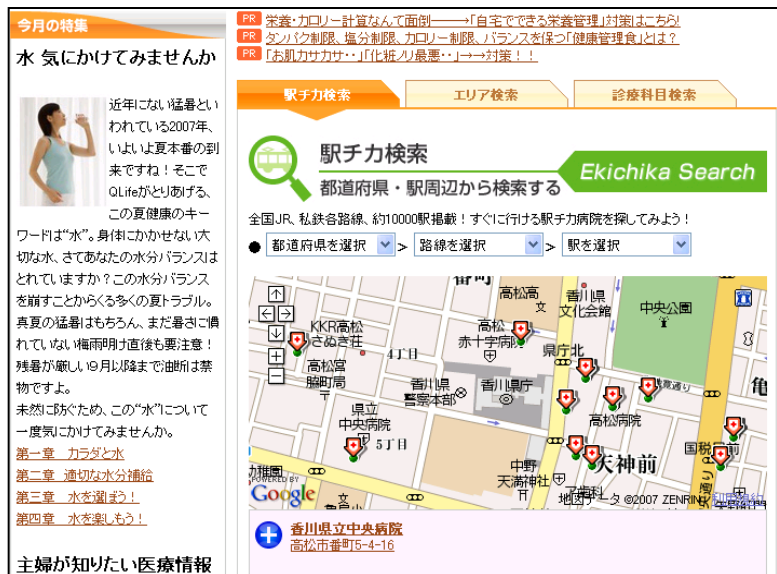 今月の特集
水 気にかけてみませんか
近年にない猛暑とい
われている2007年、
いよいよ夏本番の到
来ですね！そこで
QLifeがとりあげる、
この夏健康のキー
ワードは“水”。身体にかかせない大
切な水、さてあなたの水分バランスは
とれていますか？この水分バランス
を崩すことからくる多くの夏トラブル。
真夏の猛暑はもちろん、まだ暑さに慣
れていない梅雨明け直後も要注意！
残暑が厳しい9月以降まで油断は禁
物ですよ。
未然に防ぐため、この“水”について
一度気にかけてみませんか。
第一章 カラダと水
第二章 適切な水分補給
第三章 水を選ぼう！
第四章 水を楽しもう！
主婦が知りたい医療情報
PR 栄養・カロリー計算なんて面倒――→「自宅でできる栄養管理」対策はこちら!
PR タンパク制限、塩分制限、カロリー制限、バランスを保つ「健康管理食」とは？
PR 「お肌カサカサ・・」「化粧ノリ最悪・・」→→対策！！
駅チカ検索
エリア検索
診療科目検索
駅チカ検索
都道府県・駅周辺から検索する
Ekichika Search
全国JR、私鉄各路線、約10000駅掲載！すぐに行ける駅チカ病院を探してみよう！
● 都道府県を選択 > 路線を選択 > 駅を選択
番町
高松高
文
香川県
文化会館
中央公園
KKR高松
さぬき荘
高松
赤十字病院
県庁北
4丁目
高松宮
脇町局
香川県
警察本部
香川県庁
県立
中央病院
高松病院
5丁目
国税局前
中野
天満神社
天神前
亀
幼稚園
歯科
POWERED BY
Google
文
地図データ ©2007 ZENRIN
利用規約
香川県立中央病院
高松市番町5-4-16